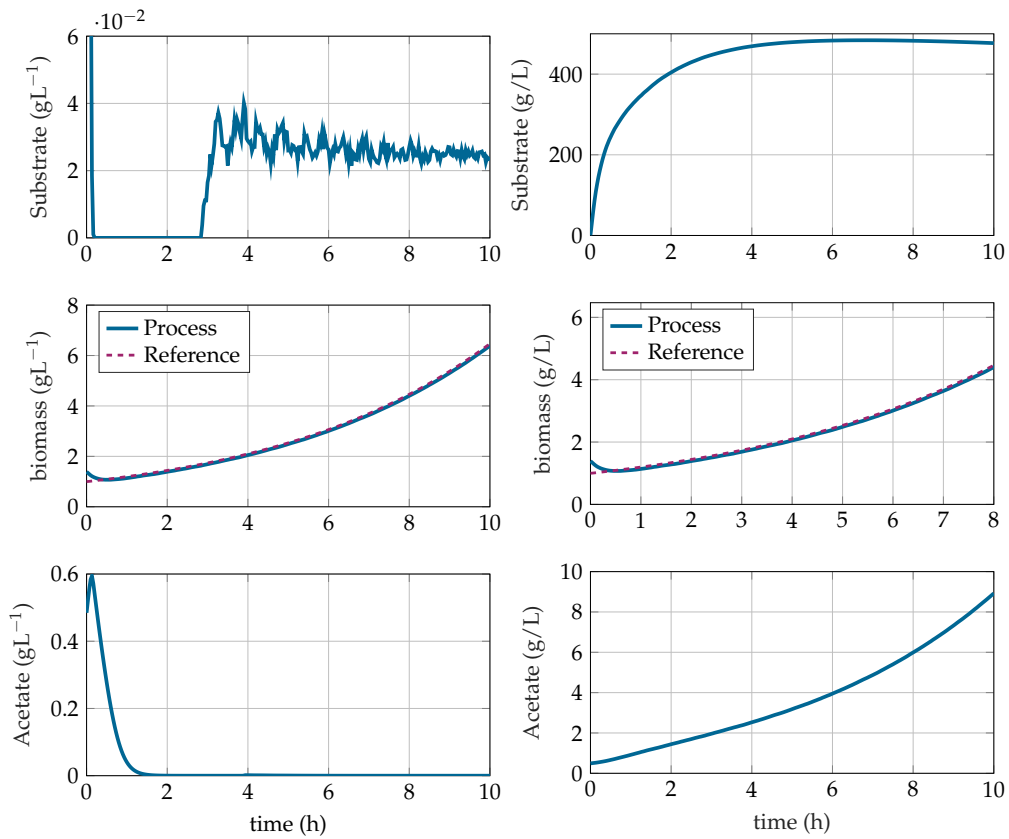 ·10−2
6
4
2
0
0 2 4 6 8 10
Substrate (gL−1)
400
200
0
0 2 4 6 8 10
Substrate (g/L)
8
6
4
2
0
0 2 4 6 8 10
biomass (gL−1)
Process
Reference
6
4
2
0
0 1 2 3 4 5 6 7 8
biomass (g/L)
Process
Reference
0.6
0.4
0.2
0
0 2 4 6 8 10
Acetate (gL−1)
time (h)
10
8
6
4
2
0
0 2 4 6 8 10
Acetate (g/L)
time (h)